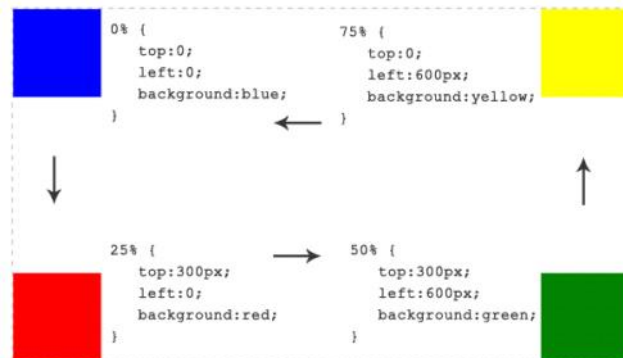 0% {
top:0;
left:0;
background:blue;
}
75% {
top:0;
left:600px;
background:yellow;
}
25% {
top:300px;
left:0;
background:red;
}
50% {
top:300px;
left:600px;
background:green;
}